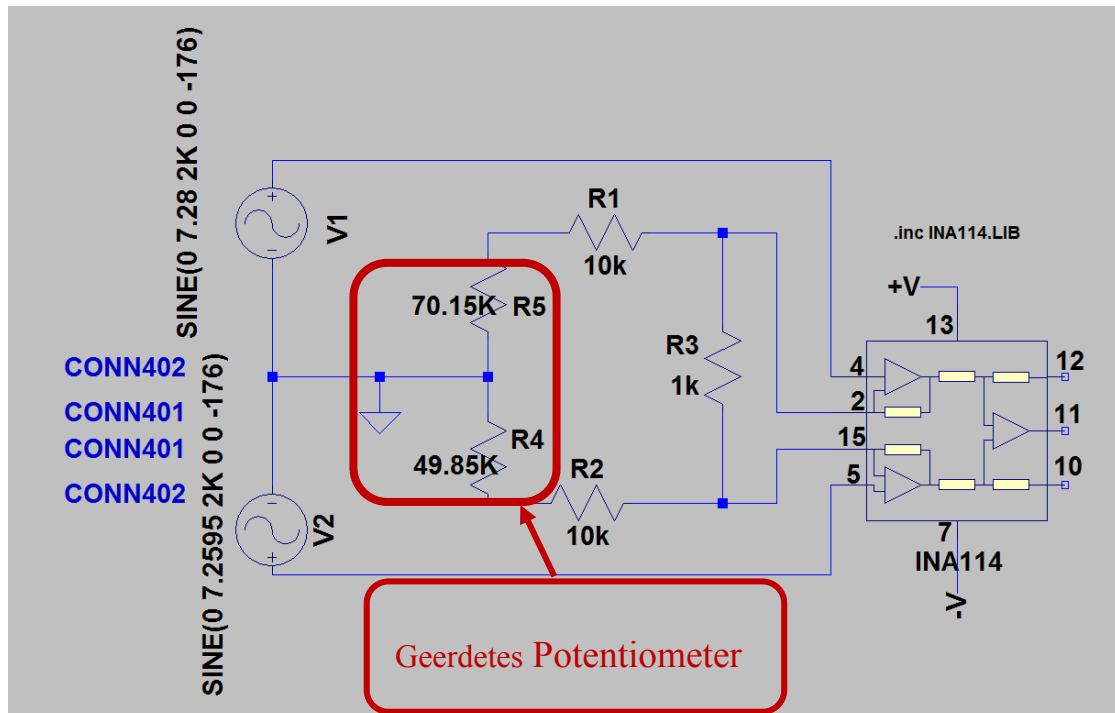 SINE(0 7.28 2K 0 0 -176)
V1
R1
10k
.inc INA114.LIB
+V
13
70.15K R5
R3
1k
4
12
CONN402
2
CONN401
11
CONN401
R4
15
CONN402
49.85K
R2
5
10
SINE(0 7.2595 2K 0 0 -176)
V2
10k
7
INA114
-V
Geerdetes Potentiometer